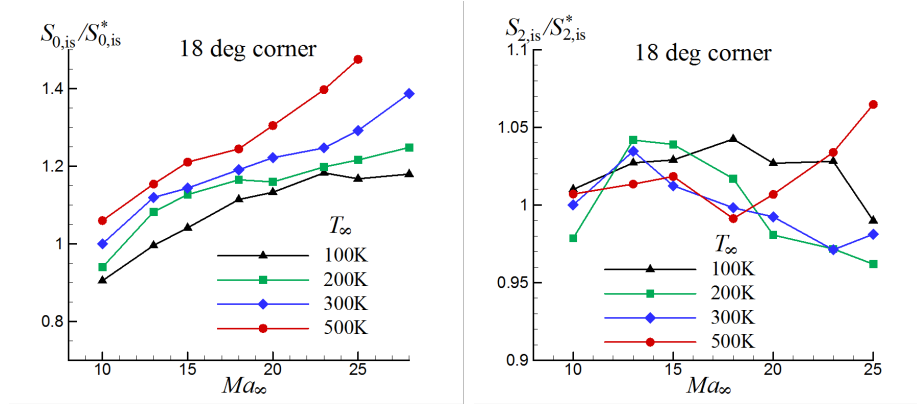 S0,is/S*0,is
18 deg corner
1.4
1.2
1
0.8
T∞
100K
200K
300K
500K
10 15 20 25
Ma∞
S2,is/S*2,is
1.1
18 deg corner
1.05
1
0.95
0.9
T∞
100K
200K
300K
500K
10 15 20 25
Ma∞